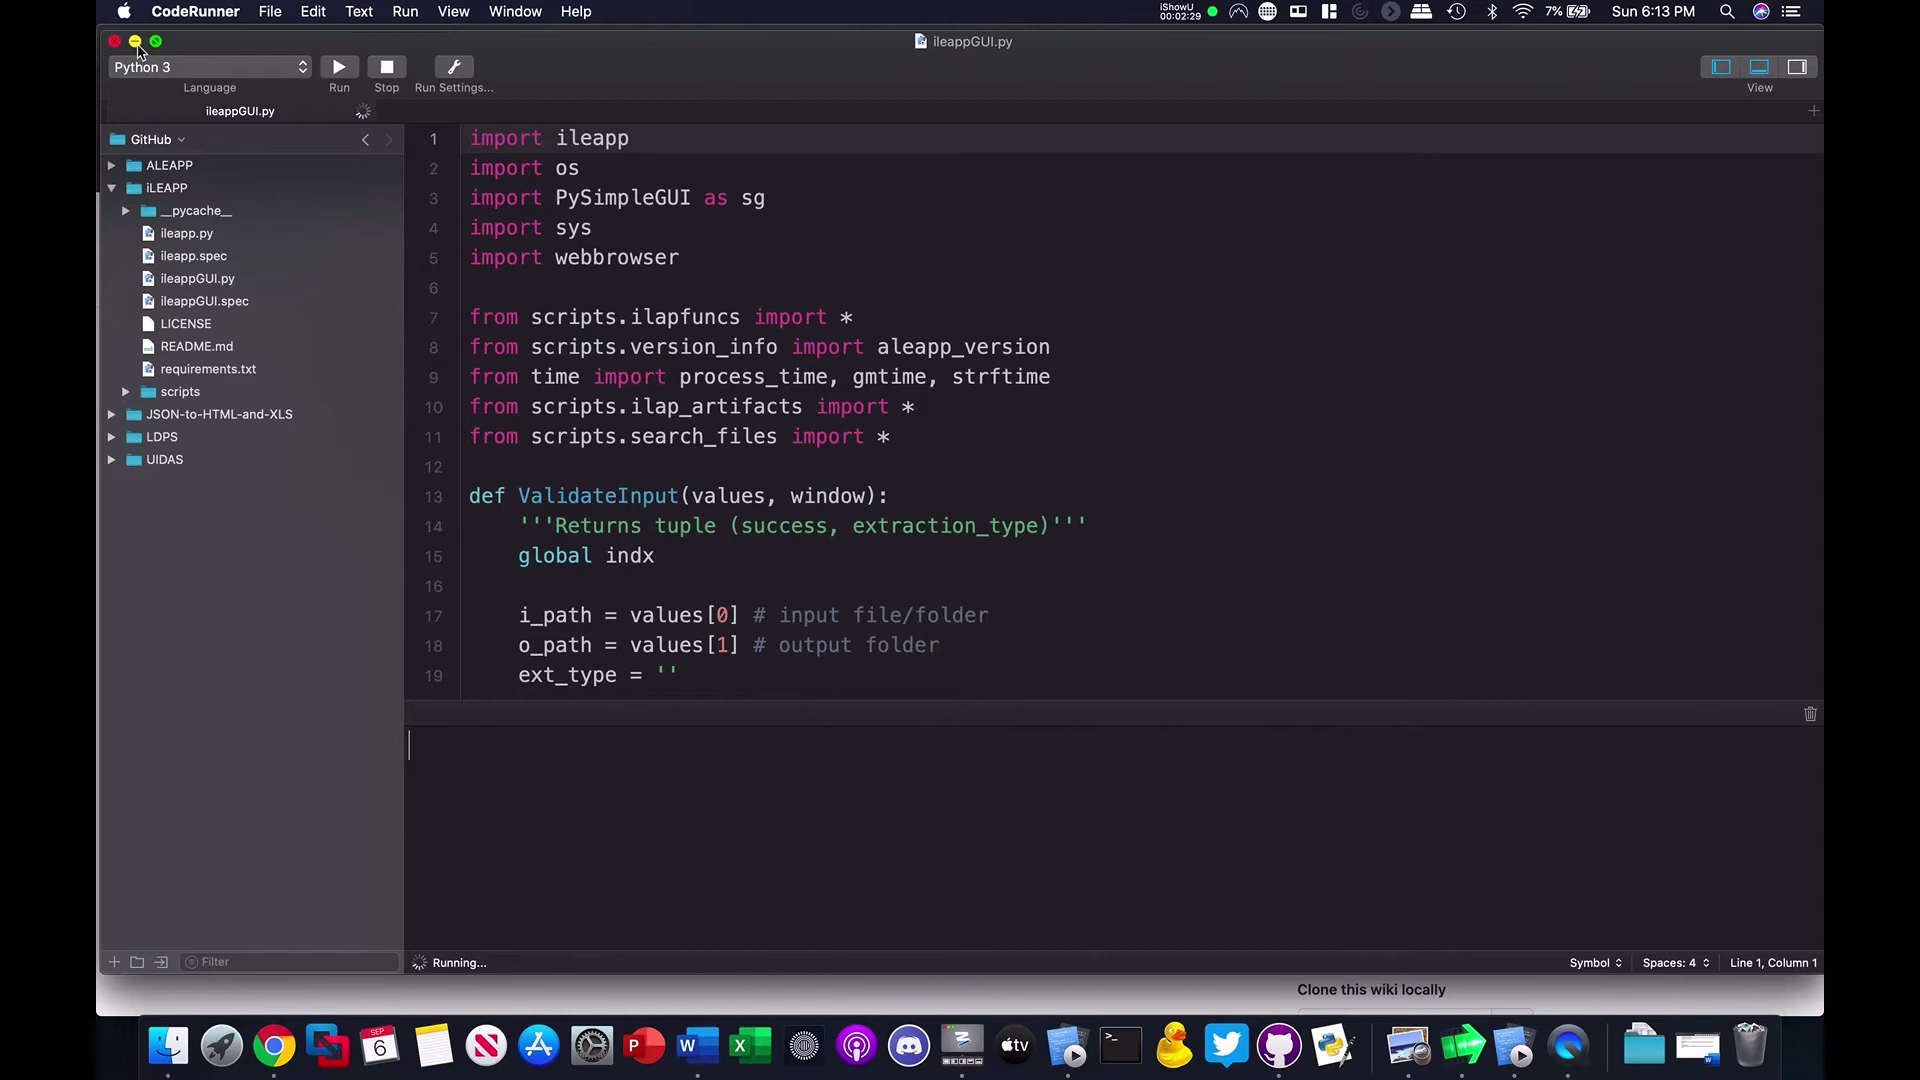 CodeRunner File Edit Text Run View Window Help iShowU 00:02:29 7% Sun 6:13 PM
ileappGUI.py
Python 3
Language Run Stop Run Settings... View
ileappGUI.py
GitHub
ALEAPP
iLEAPP
__pycache__
ileapp.py
ileapp.spec
ileappGUI.py
ileappGUI.spec
LICENSE
README.md
requirements.txt
scripts
JSON-to-HTML-and-XLS
LDPS
UIDAS
1 import ileapp
2 import os
3 import PySimpleGUI as sg
4 import sys
5 import webbrowser
6
7 from scripts.ilapfuncs import *
8 from scripts.version_info import aleapp_version
9 from time import process_time, gmtime, strftime
10 from scripts.ilap_artifacts import *
11 from scripts.search_files import *
12
13 def ValidateInput(values, window):
14 '''Returns tuple (success, extraction_type)'''
15 global indx
16
17 i_path = values[0] # input file/folder
18 o_path = values[1] # output folder
19 ext_type = ''
Filter
Running...
Symbol Spaces: 4 Line 1, Column 1
Clone this wiki locally
SEP
6
P W X tv >_